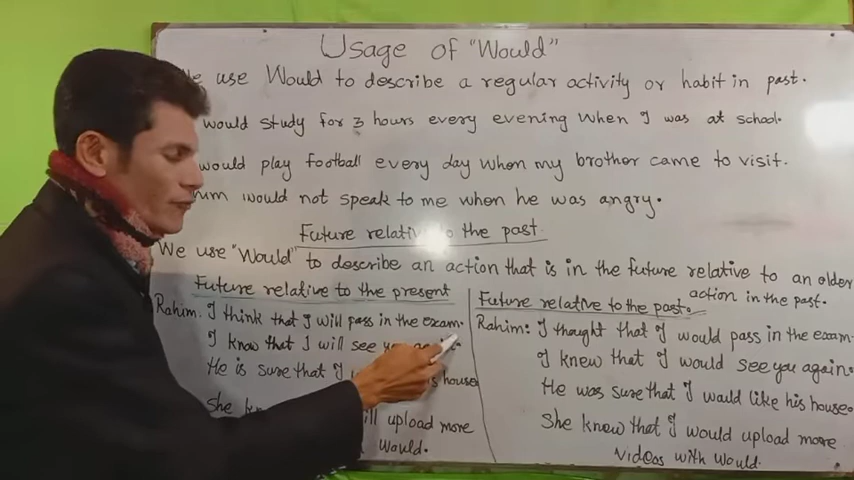 Usage of "Would"
We use Would to describe a regular activity or habit in past.
would study for 3 hours every evening when I was at school.
would play football every day when my brother came to visit.
would not speak to me when he was angry.
Future relative to the past
We use "Would" to describe an action that is in the future relative to an older action in the past.
Future relative to the present
Rahim: I think that I will pass in the exam.
I know that I will see
He is sure that I house
She
will upload more
Would.
Future relative to the past.
Rahim: I thought that I would pass in the exam.
I knew that I would see you again.
He was sure that I would like his house.
She knew that I would upload more
Videos with Would.